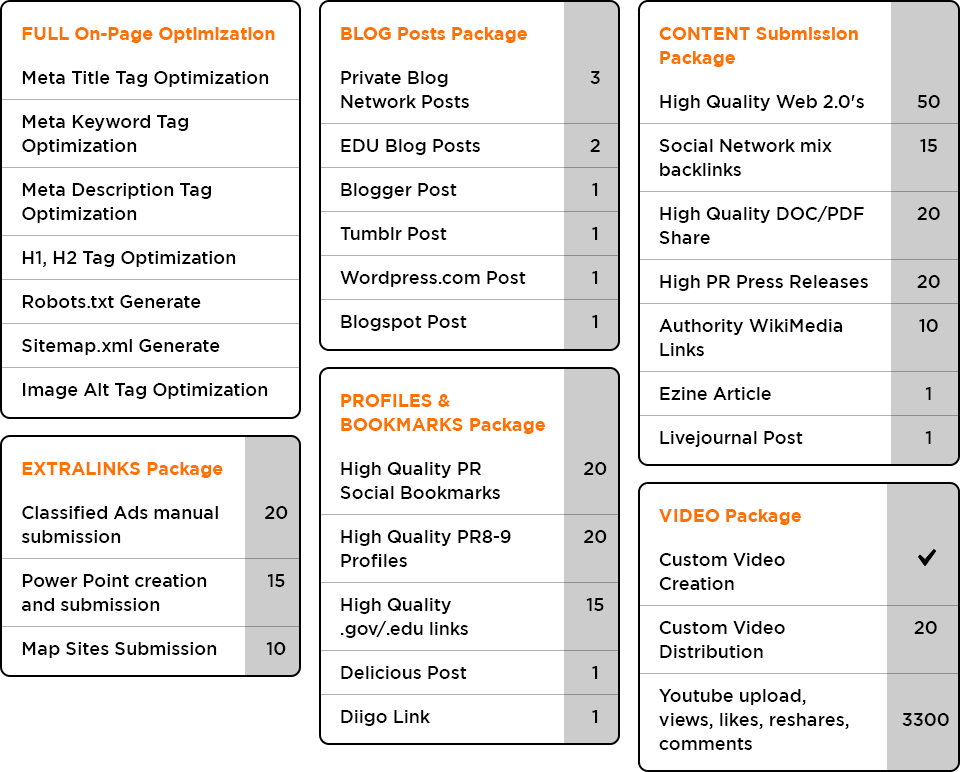 FULL On-Page Optimization
Meta Title Tag Optimization
Meta Keyword Tag
Optimization
Meta Description Tag
Optimization
H1, H2 Tag Optimization
Robots.txt Generate
Sitemap.xml Generate
Image Alt Tag Optimization
EXTRALINKS Package
Classified Ads manual 20
submission
Power Point creation 15
and submission
Map Sites Submission 10
BLOG Posts Package
Private Blog 3
Network Posts
EDU Blog Posts 2
Blogger Post 1
Tumblr Post 1
Wordpress.com Post 1
Blogspot Post 1
PROFILES &
BOOKMARKS Package
High Quality PR 20
Social Bookmarks
High Quality PR8-9 20
Profiles
High Quality 15
.gov/.edu links
Delicious Post 1
Diigo Link 1
CONTENT Submission
Package
High Quality Web 2.0's 50
Social Network mix 15
backlinks
High Quality DOC/PDF 20
Share
High PR Press Releases 20
Authority WikiMedia 10
Links
Ezine Article 1
Livejournal Post 1
VIDEO Package
Custom Video ✔
Creation
Custom Video 20
Distribution
Youtube upload,
views, likes, reshares, 3300
comments